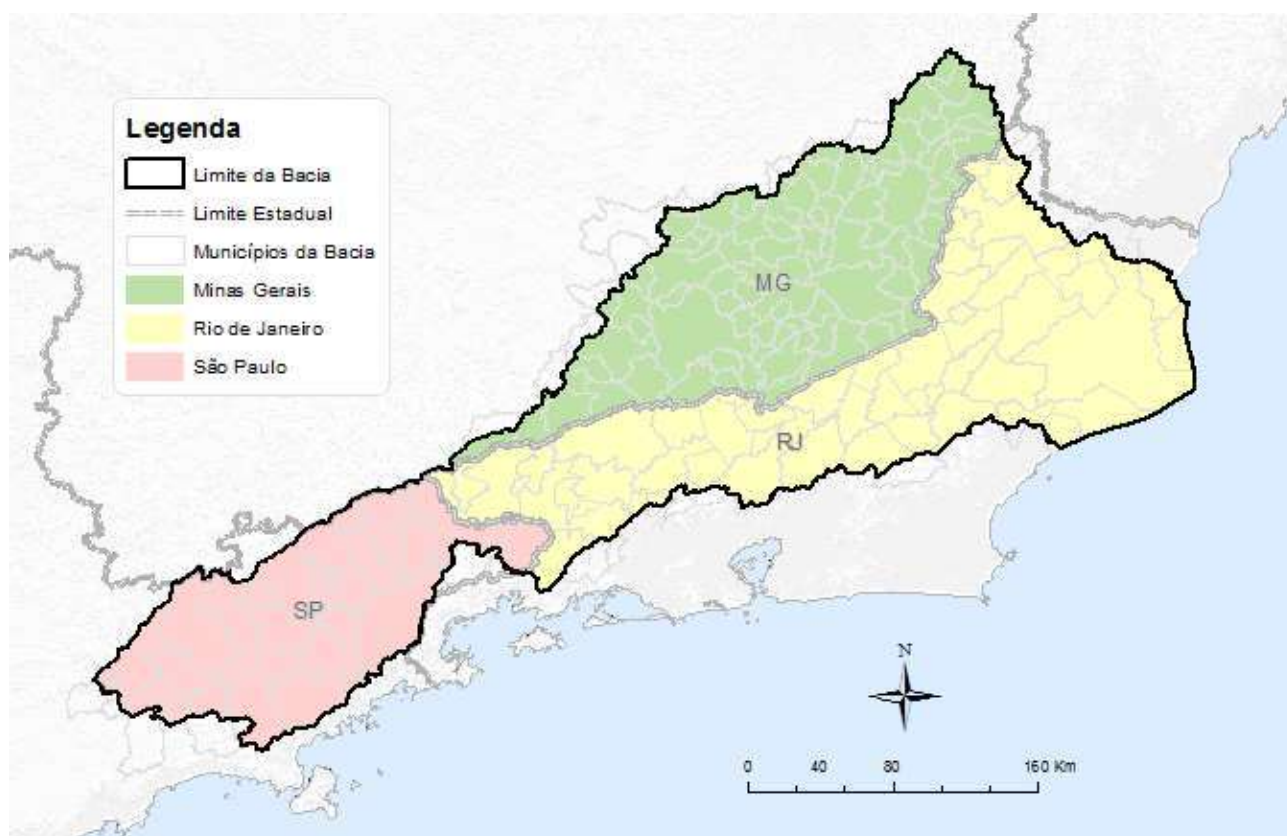 Legenda
Limite da Bacia
Limite Estadual
Municípios da Bacia
Minas Gerais
Rio de Janeiro
São Paulo
MG
RJ
SP
N
0 40 80 160 Km